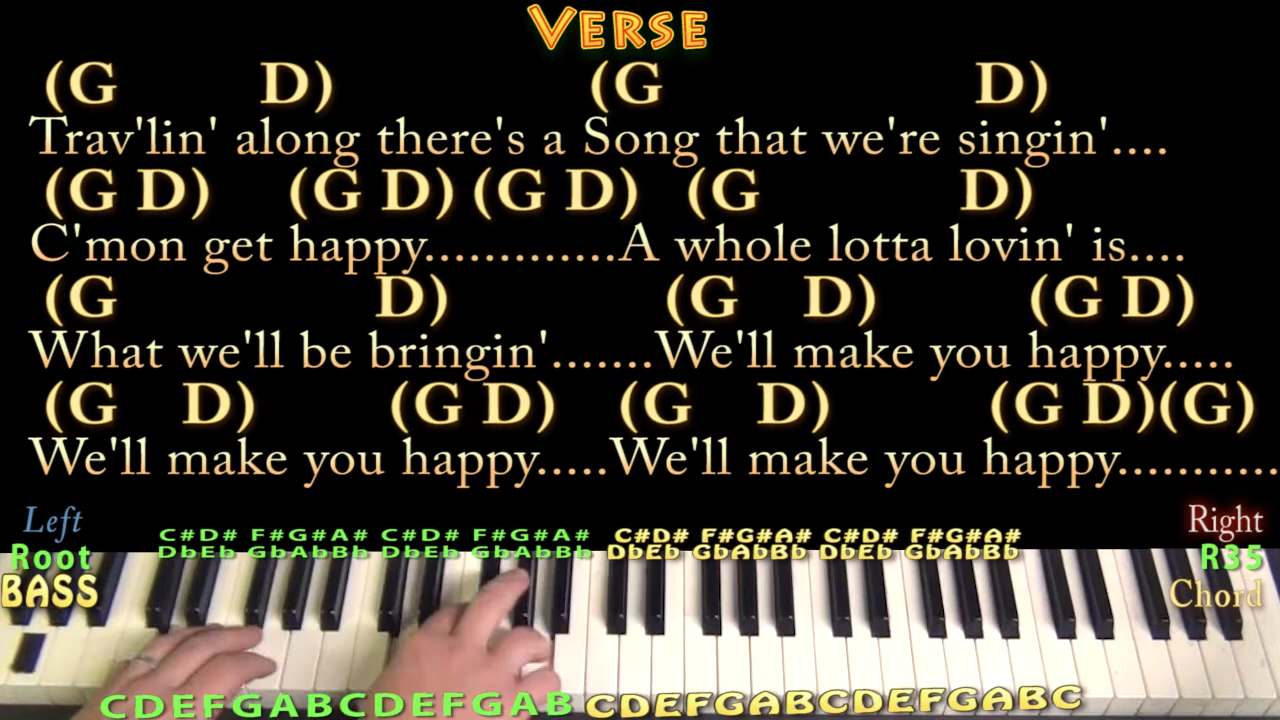 VERSE
(G D) (G D)
Trav'lin' along there's a Song that we're singin'....
(G D) (G D) (G D) (G D)
C'mon get happy.............A whole lotta lovin' is....
(G D) (G D) (G D)
What we'll be bringin'.......We'll make you happy.....
(G D) (G D) (G D) (G D)(G)
We'll make you happy.....We'll make you happy...........
Left
Root
BASS
C#D# F#G#A# C#D# F#G#A# C#D# F#G#A# C#D# F#G#A#
DbEb GbAbBb DbEb GbAbBb DbEb GbAbBb DbEb GbAbBb
Right
R35
Chord
CDEFGABCDEFGAB CDEFGABCDEFGABC